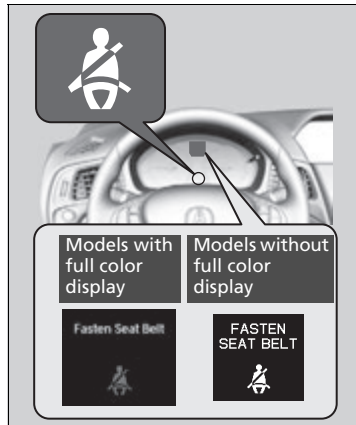 Models with
full color
display
Models without
full color
display
Fasten Seat Belt
FASTEN
SEAT BELT